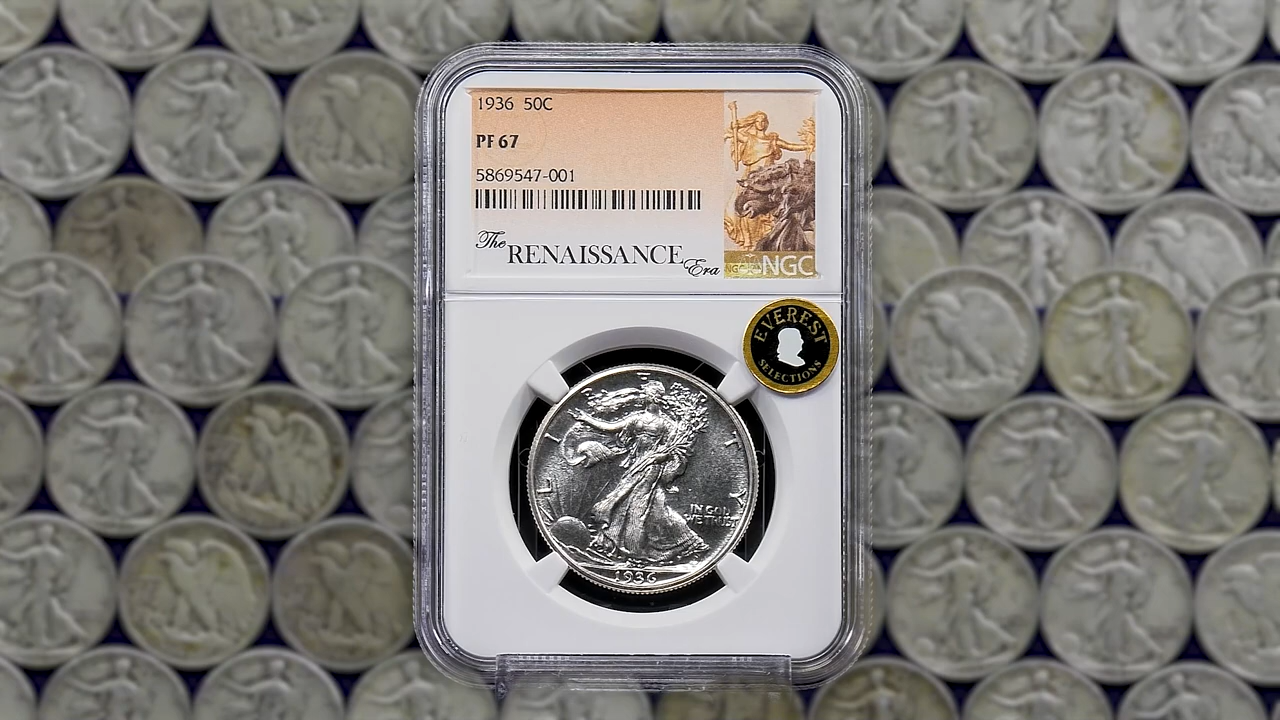 1936 50C
PF 67
5869547-001
The RENAISSANCE Era
NGC
EVEREST
SELECTIONS
LIBERTY
IN GOD
WE TRUST
1936